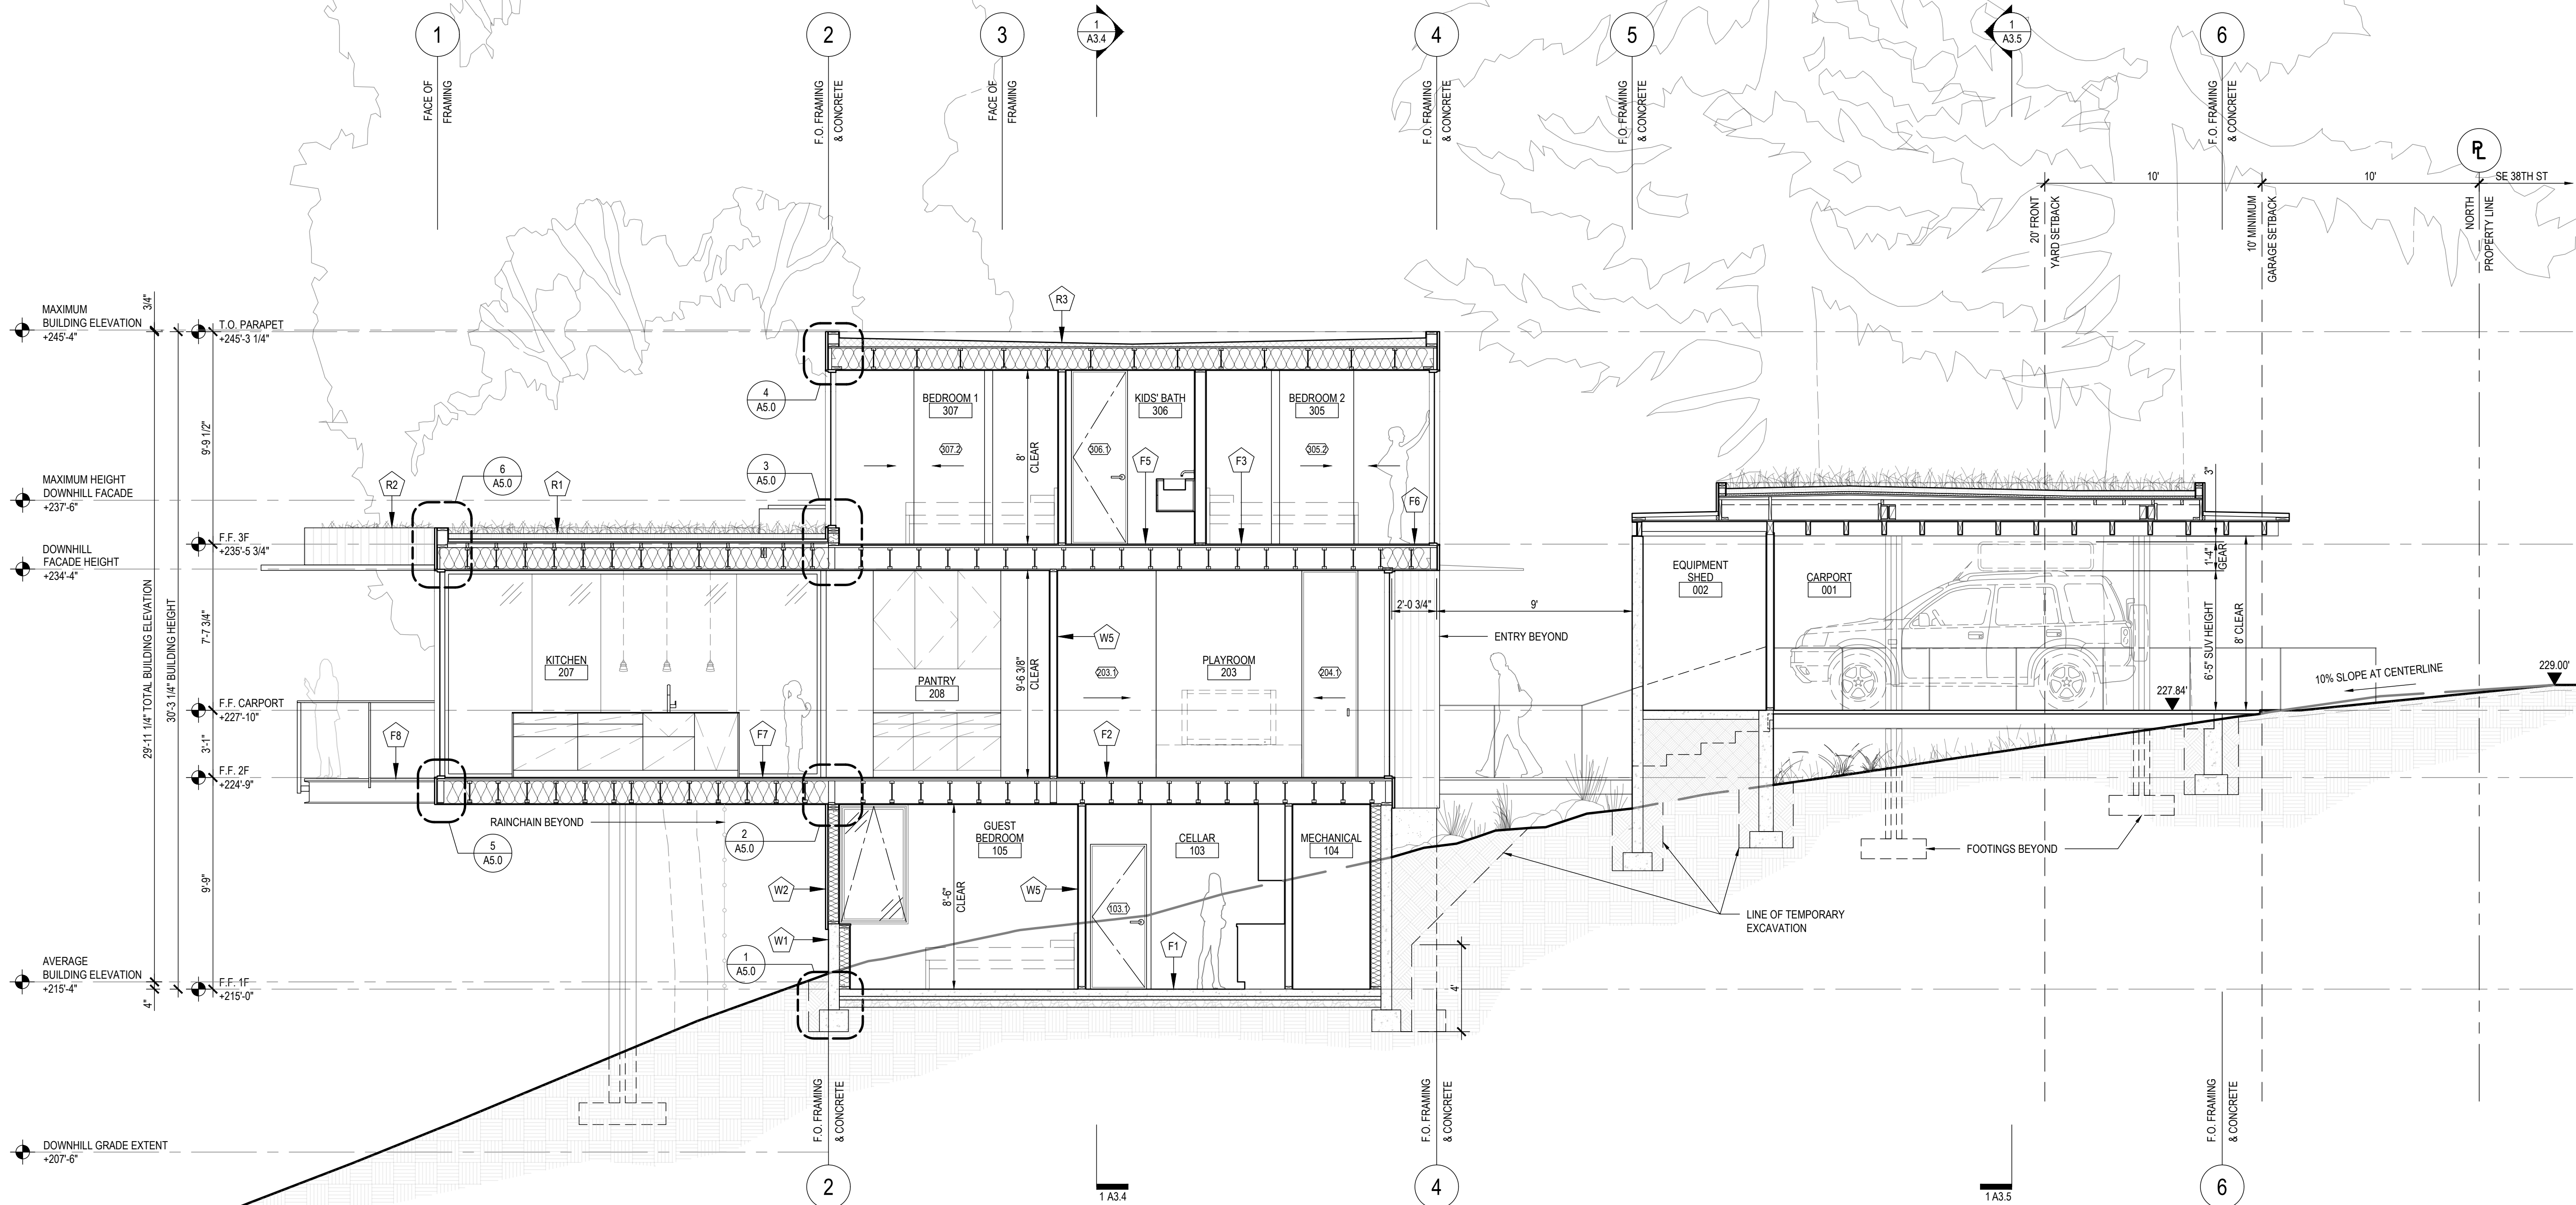 1
2
3
1
A3.4
4
5
1
A3.5
6
FACE OF
FRAMING
F.O. FRAMING
& CONCRETE
FACE OF
FRAMING
F.O. FRAMING
& CONCRETE
F.O. FRAMING
& CONCRETE
F.O. FRAMING
& CONCRETE
PL
10'
10'
SE 38TH ST
20' FRONT
YARD SETBACK
10' MINIMUM
GARAGE SETBACK
NORTH
PROPERTY LINE
MAXIMUM
BUILDING ELEVATION
+245'-4"
3/4"
T.O. PARAPET
+245'-3 1/4"
R3
4
A5.0
BEDROOM 1
307
KIDS' BATH
306
BEDROOM 2
305
9'-9 1/2"
307.2
8'
CLEAR
306.1
F5
F3
305.2
F6
3
A5.0
6
A5.0
R2
R1
MAXIMUM HEIGHT
DOWNHILL FACADE
+237'-6"
3"
F.F. 3F
+235'-5 3/4"
DOWNHILL
FACADE HEIGHT
+234'-4"
EQUIPMENT
SHED
002
CARPORT
001
1'-4"
GEAR
6'-5" SUV HEIGHT
8' CLEAR
2'-0 3/4"
9'
29'-11 1/4" TOTAL BUILDING ELEVATION
30'-3 1/4" BUILDING HEIGHT
7'-7 3/4"
W5
ENTRY BEYOND
KITCHEN
207
PANTRY
208
9'-6 3/8"
CLEAR
203.1
PLAYROOM
203
204.1
10% SLOPE AT CENTERLINE
229.00'
227.84'
F.F. CARPORT
+227'-10"
F8
F7
F2
3'-1"
F.F. 2F
+224'-9"
RAINCHAIN BEYOND
5
A5.0
2
A5.0
GUEST
BEDROOM
105
CELLAR
103
MECHANICAL
104
FOOTINGS BEYOND
9'-9"
W2
8'-6"
CLEAR
W5
103.1
LINE OF TEMPORARY
EXCAVATION
W1
F1
1
A5.0
AVERAGE
BUILDING ELEVATION
+215'-4"
4"
F.F. 1F
+215'-0"
4'
F.O. FRAMING
& CONCRETE
F.O. FRAMING
& CONCRETE
F.O. FRAMING
& CONCRETE
DOWNHILL GRADE EXTENT
+207'-6"
2
1 A3.4
4
1 A3.5
6